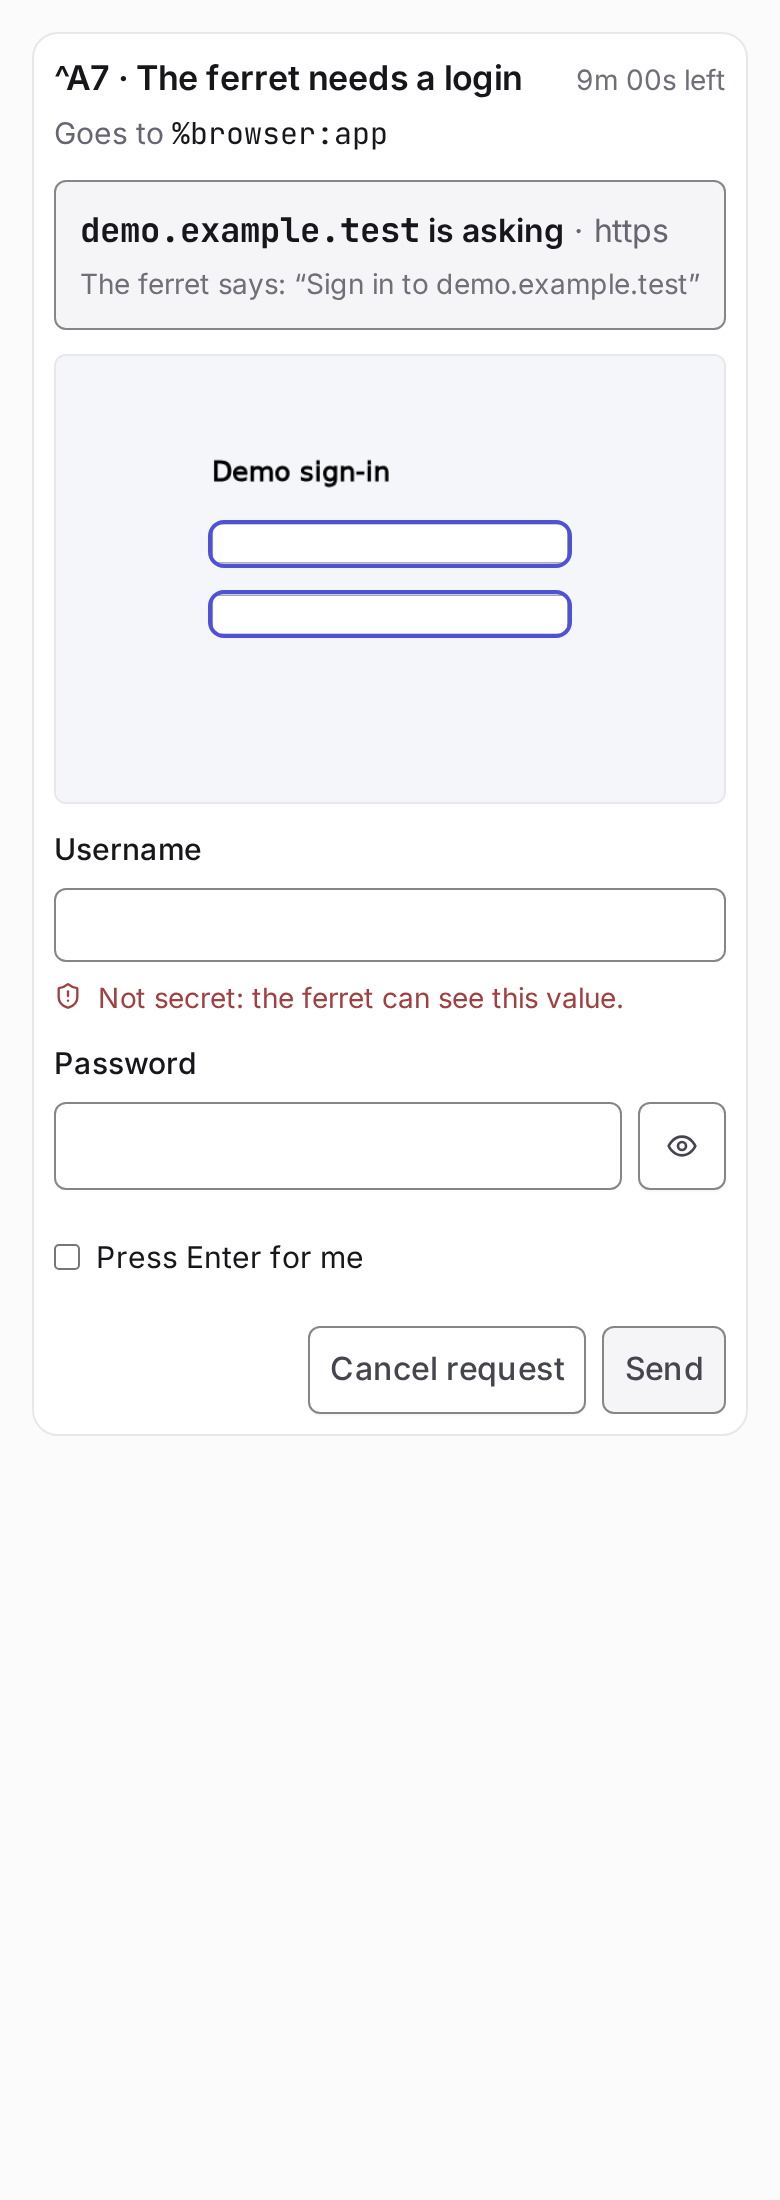 ^A7 · The ferret needs a login 9m 00s left
Goes to %browser:app
demo.example.test is asking · https
The ferret says: “Sign in to demo.example.test”
Demo sign-in
Username
Not secret: the ferret can see this value.
Password
Press Enter for me
Cancel request Send